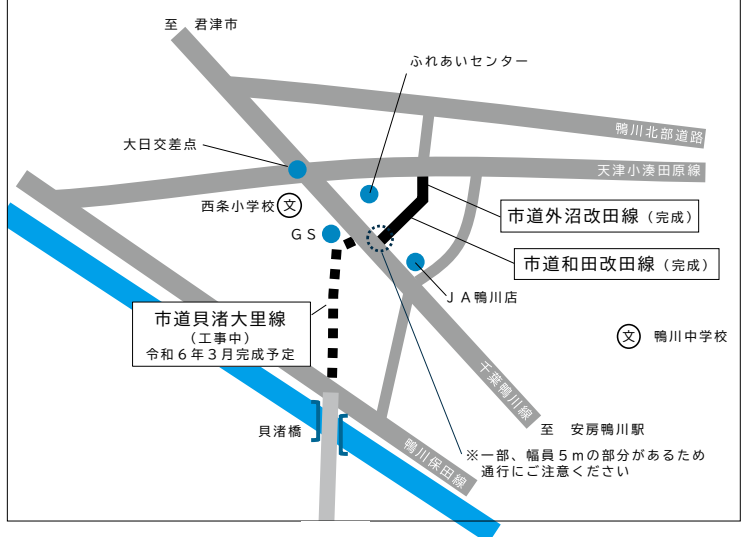 至　君津市
ふれあいセンター
鴨川北部道路
大日交差点
天津小湊田原線
西条小学校
文
市道外沼改田線（完成）
ＧＳ
市道和田改田線（完成）
ＪＡ鴨川店
市道貝渚大里線
（工事中）
令和６年３月完成予定
文
鴨川中学校
千葉鴨川線
貝渚橋
至　安房鴨川駅
鴨川保田線
※一部、幅員５ｍの部分があるため
通行にご注意ください